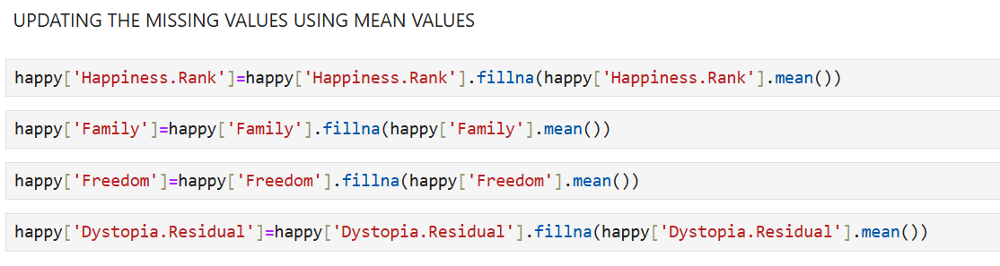 UPDATING THE MISSING VALUES USING MEAN VALUES
happy['Happiness.Rank']=happy['Happiness.Rank'].fillna(happy['Happiness.Rank'].mean())
happy['Family']=happy['Family'].fillna(happy['Family'].mean())
happy['Freedom']=happy['Freedom'].fillna(happy['Freedom'].mean())
happy['Dystopia.Residual']=happy['Dystopia.Residual'].fillna(happy['Dystopia.Residual'].mean())